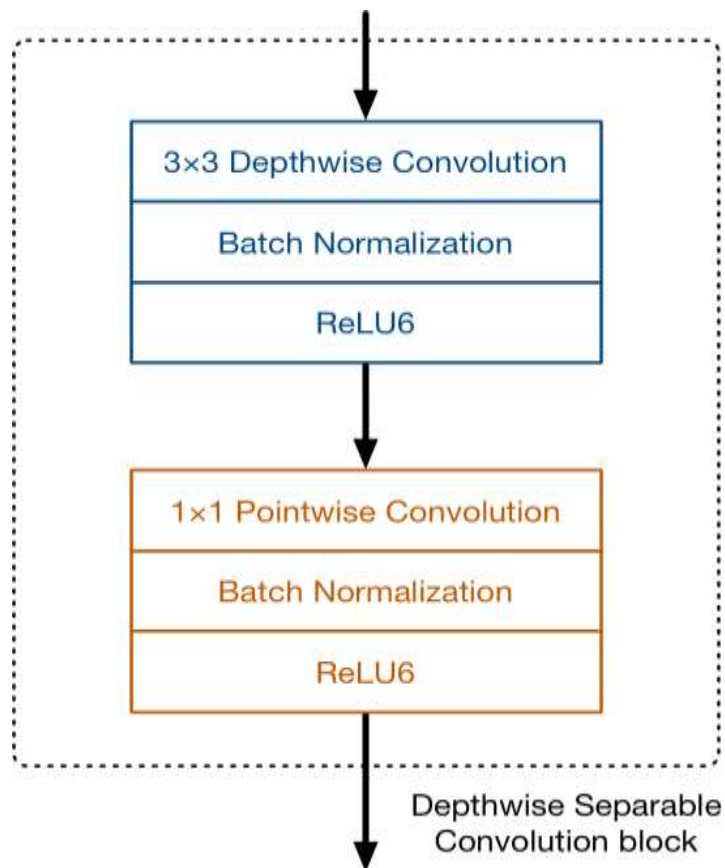 3×3 Depthwise Convolution
Batch Normalization
ReLU6
1×1 Pointwise Convolution
Batch Normalization
ReLU6
Depthwise Separable
Convolution block